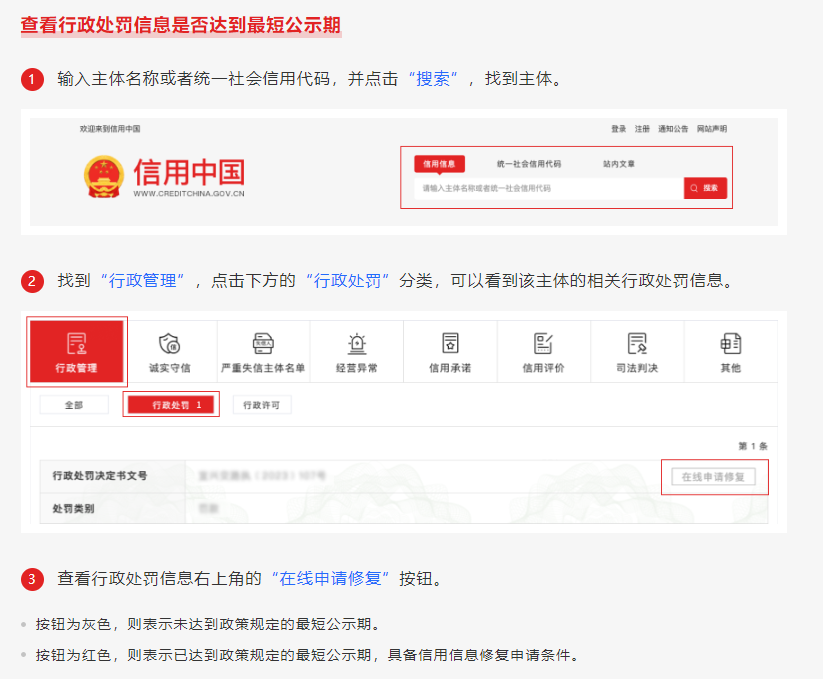 查看行政处罚信息是否达到最短公示期
1 输入主体名称或者统一社会信用代码，并点击“搜索”，找到主体。
欢迎来到信用中国 登录 注册 通知公告 网站声明
信用信息 统一社会信用代码 站内文章
信用中国
WWW.CREDITCHINA.GOV.CN
请输入主体名称或者统一社会信用代码 搜索
2 找到“行政管理”，点击下方的“行政处罚”分类，可以看到该主体的相关行政处罚信息。
行政管理 诚实守信 严重失信主体名单 经营异常 信用承诺 信用评价 司法判决 其他
全部 行政处罚 1 行政许可
第 1 条
行政处罚决定书文号 在线申请修复
处罚类别
3 查看行政处罚信息右上角的“在线申请修复”按钮。
按钮为灰色，则表示未达到政策规定的最短公示期。
按钮为红色，则表示已达到政策规定的最短公示期，具备信用信息修复申请条件。